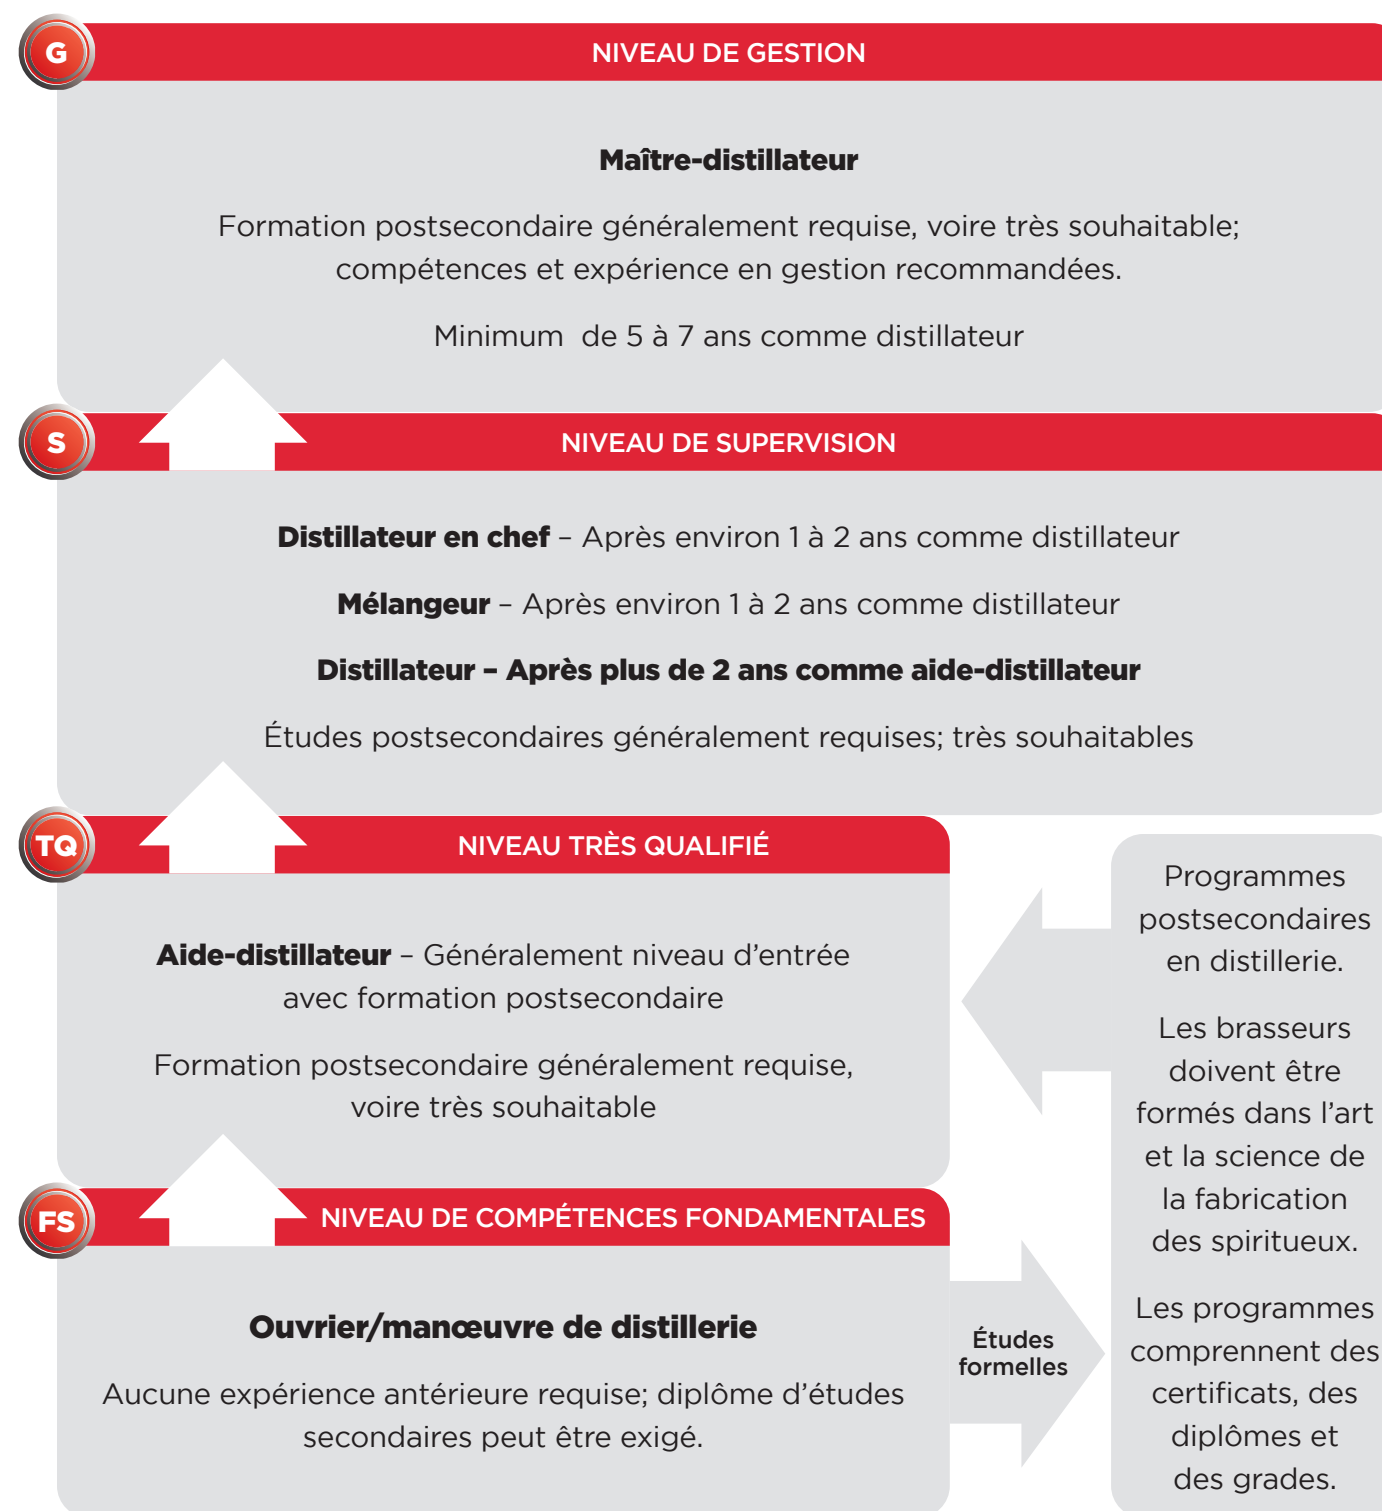 G
NIVEAU DE GESTION
Maître-distillateur
Formation postsecondaire généralement requise, voire très souhaitable;
compétences et expérience en gestion recommandées.
Minimum  de 5 à 7 ans comme distillateur
S
NIVEAU DE SUPERVISION
Distillateur en chef – Après environ 1 à 2 ans comme distillateur
Mélangeur – Après environ 1 à 2 ans comme distillateur
Distillateur – Après plus de 2 ans comme aide-distillateur
Études postsecondaires généralement requises; très souhaitables
TQ
NIVEAU TRÈS QUALIFIÉ
Aide-distillateur – Généralement niveau d’entrée
avec formation postsecondaire
Formation postsecondaire généralement requise,
voire très souhaitable
FS
NIVEAU DE COMPÉTENCES FONDAMENTALES
Ouvrier/manœuvre de distillerie
Aucune expérience antérieure requise; diplôme d’études
secondaires peut être exigé.
Études
formelles
Programmes
postsecondaires
en distillerie.
Les brasseurs
doivent être
formés dans l’art
et la science de
la fabrication
des spiritueux.
Les programmes
comprennent des
certificats, des
diplômes et
des grades.